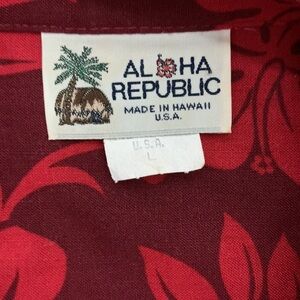 ALOHA
REPUBLIC
MADE IN HAWAII
U.S.A.
U.S.A.
L